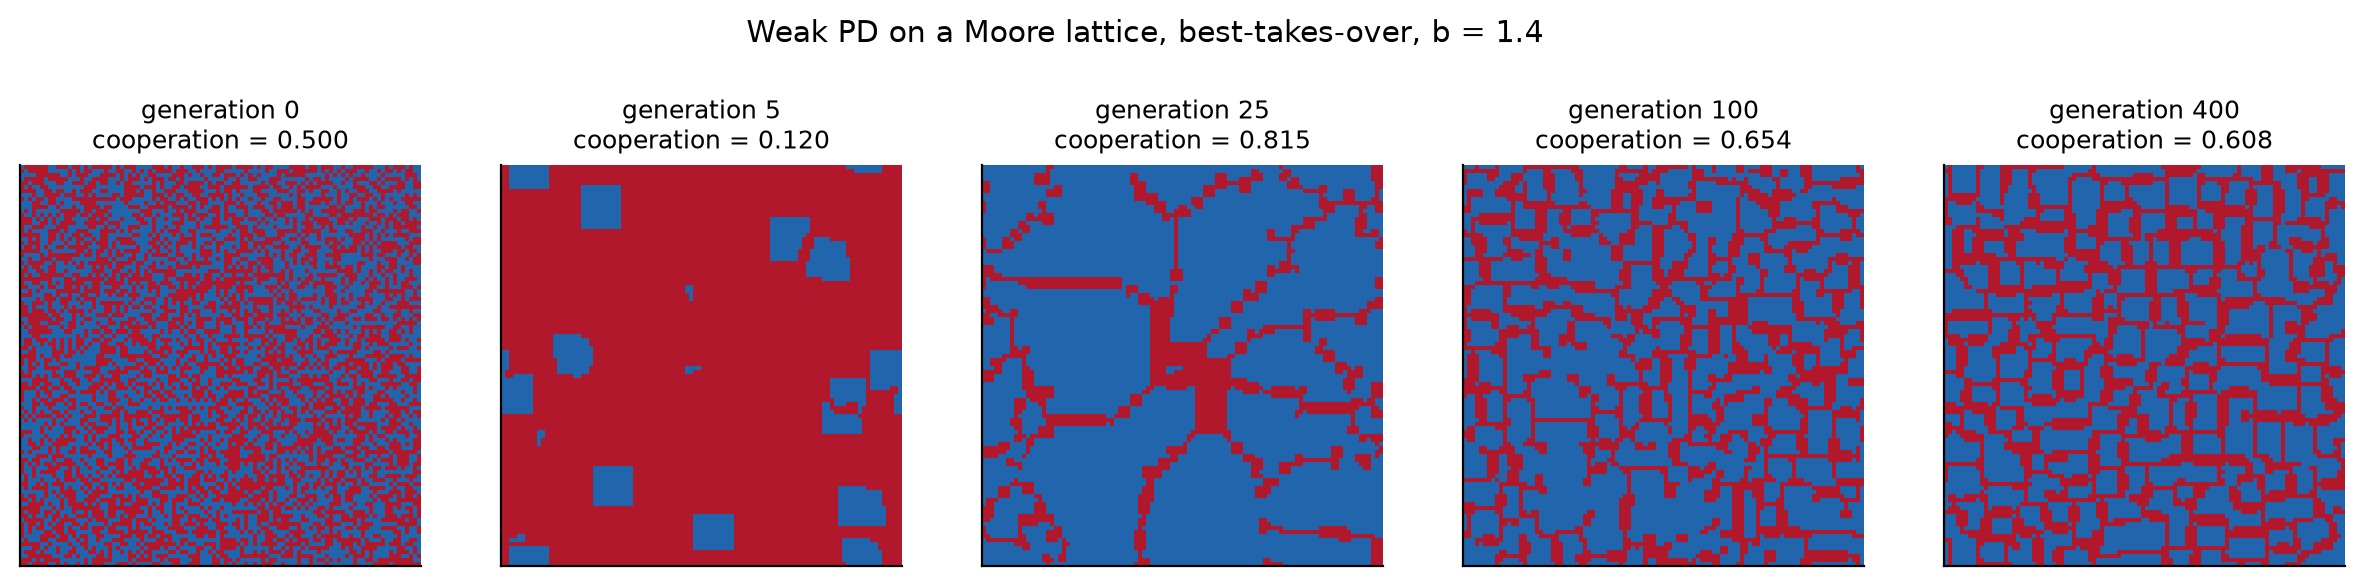 Weak PD on a Moore lattice, best-takes-over, b = 1.4
generation 0
cooperation = 0.500
generation 5
cooperation = 0.120
generation 25
cooperation = 0.815
generation 100
cooperation = 0.654
generation 400
cooperation = 0.608